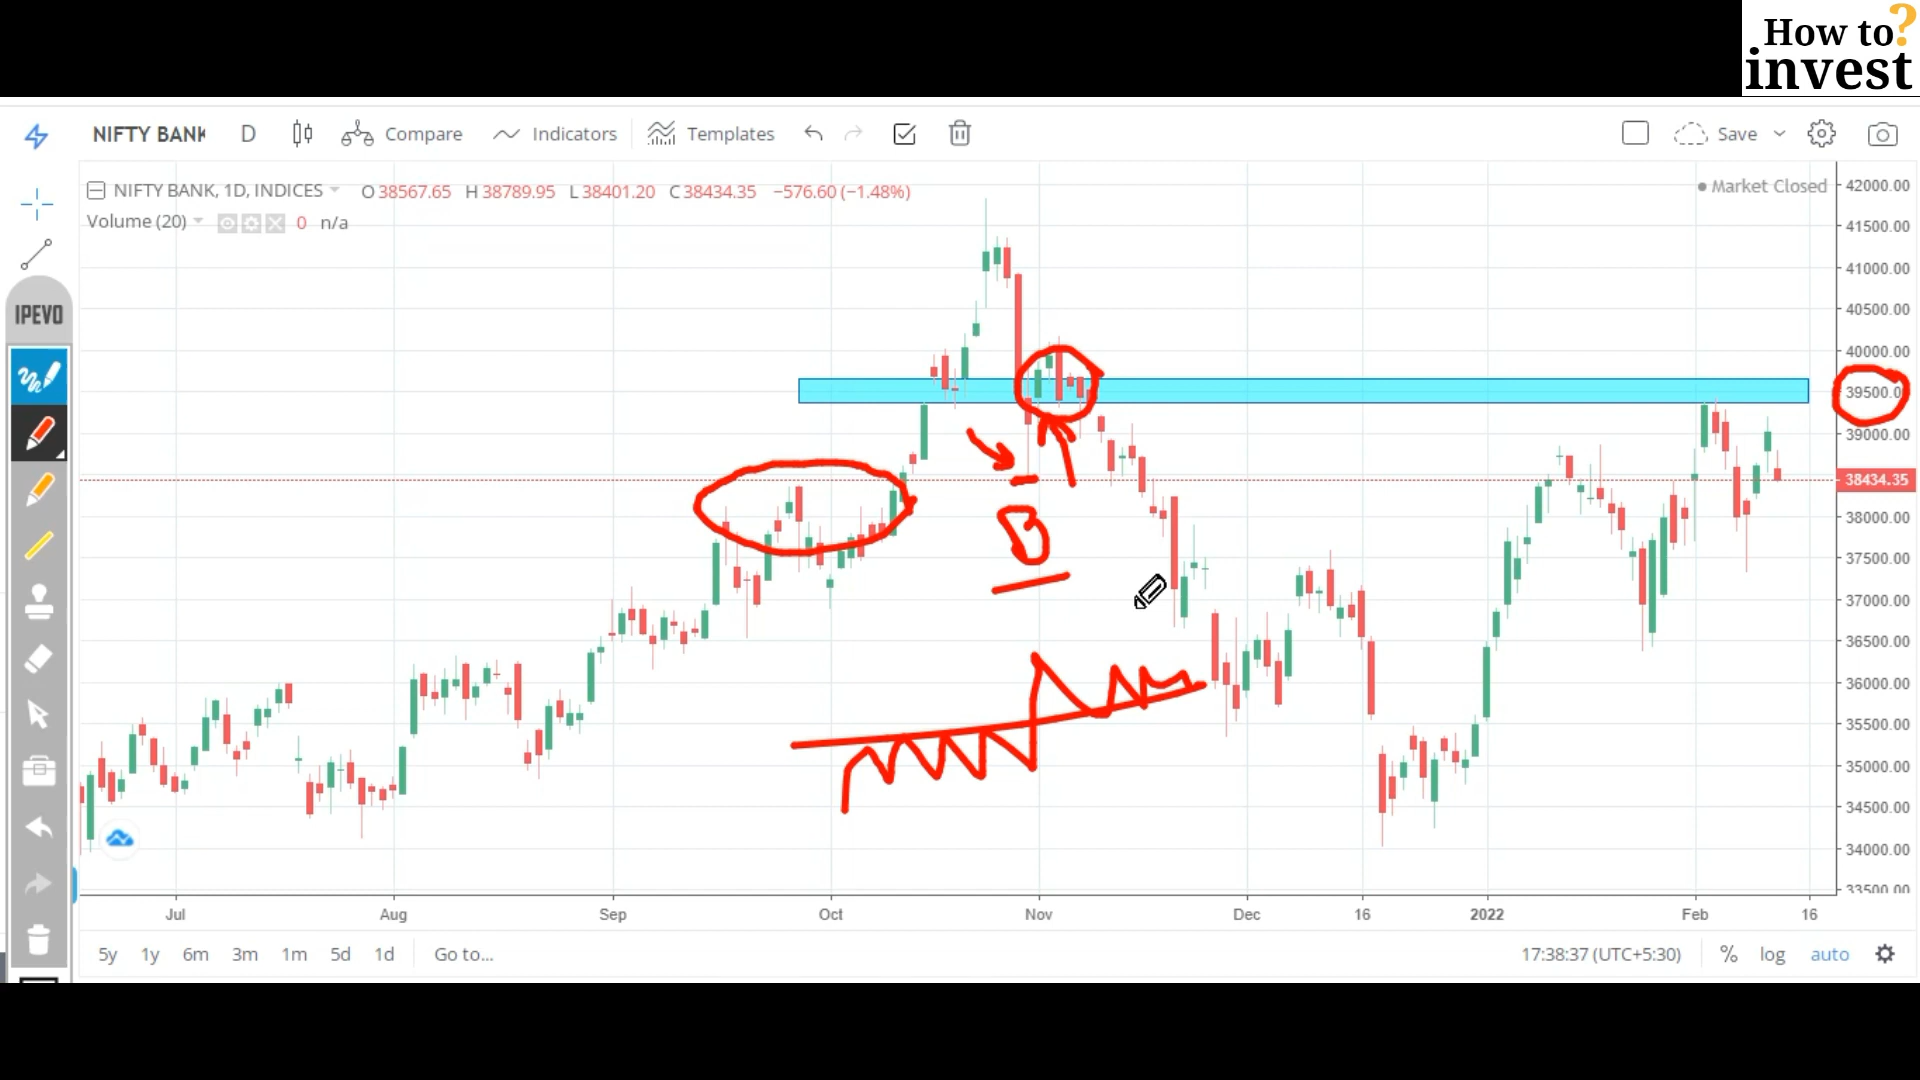 How to?
invest
NIFTY BANK D Compare Indicators Templates Save
NIFTY BANK, 1D, INDICES O38567.65 H38789.95 L38401.20 C38434.35 −576.60 (−1.48%)
Market Closed
Volume (20) 0 n/a
IPEVO
42000.00
41500.00
41000.00
40500.00
40000.00
39500.0
39000.00
38434.35
38000.00
37500.00
37000.00
36500.00
36000.00
35500.00
35000.00
34500.00
34000.00
33500.00
B
Jul Aug Sep Oct Nov Dec 16 2022 Feb 16
5y 1y 6m 3m 1m 5d 1d Go to... 17:38:37 (UTC+5:30) % log auto